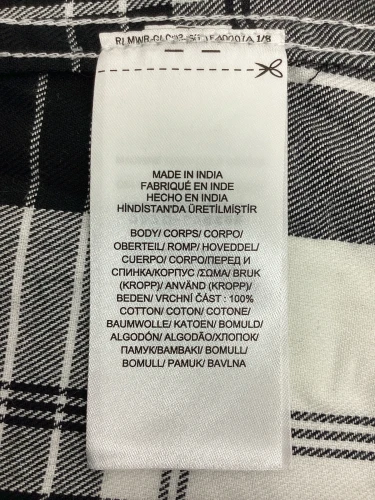 MADE IN INDIA
FABRIQUÉ EN INDE
HECHO EN INDIA
HİNDİSTAN'DA ÜRETİLMİŞTİR
BODY/ CORPS/ CORPO/
OBERTEIL/ ROMP/ HOVEDDEL/
CUERPO/ CORPO/ПЕРЕД И
СПИНКА/КОРПУС /ΣΩΜΑ/ BRUK
(KROPP)/ ANVÄND (KROPP)/
BEDEN/ VRCHNÍ ČÁST : 100%
COTTON/ COTON/ COTONE/
BAUMWOLLE/ KATOEN/ BOMULD/
ALGODÓN/ ALGODÃO/ХЛОПОК/
ПАМУК/ΒΑΜΒΑΚΙ/ BOMULL/
BOMULL/ PAMUK/ BAVLNA